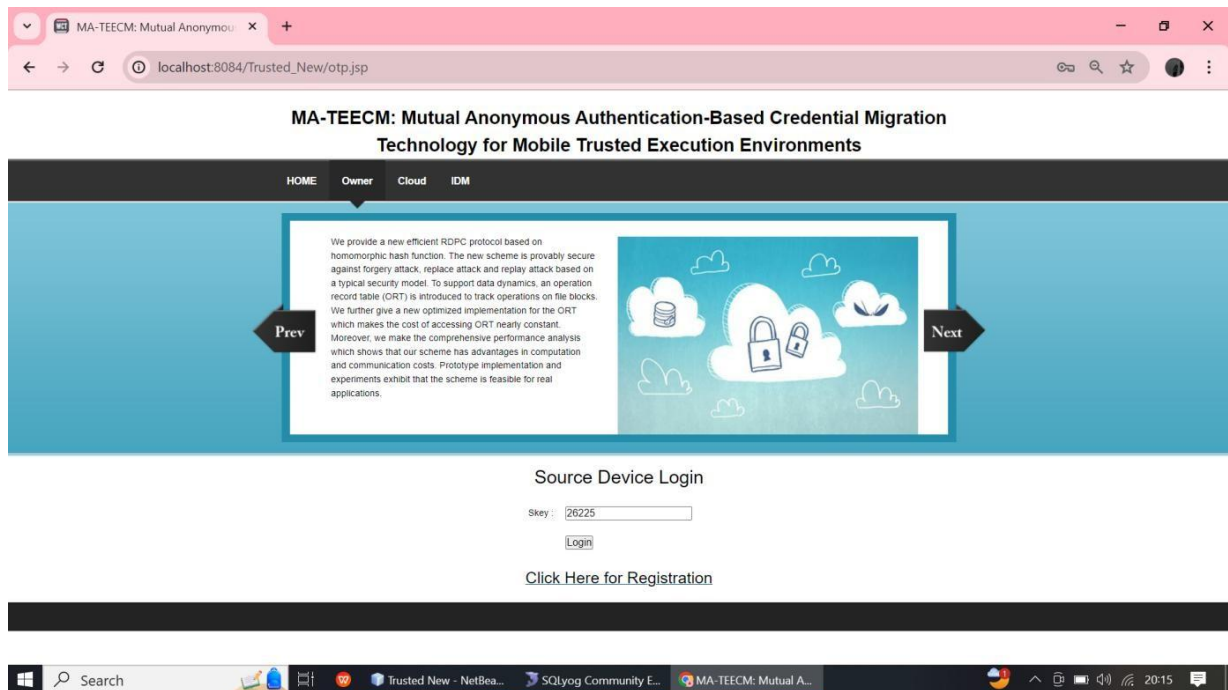 MA-TEECM: Mutual Anonymou
localhost:8084/Trusted_New/otp.jsp
MA-TEECM: Mutual Anonymous Authentication-Based Credential Migration
Technology for Mobile Trusted Execution Environments
HOME Owner Cloud IDM
We provide a new efficient RDPC protocol based on
homomorphic hash function. The new scheme is provably secure
against forgery attack, replace attack and replay attack based on
a typical security model. To support data dynamics, an operation
record table (ORT) is introduced to track operations on file blocks.
We further give a new optimized implementation for the ORT
which makes the cost of accessing ORT nearly constant.
Moreover, we make the comprehensive performance analysis
which shows that our scheme has advantages in computation
and communication costs. Prototype implementation and
experiments exhibit that the scheme is feasible for real
applications.
Prev
Next
Source Device Login
Skey : 26225
Login
Click Here for Registration
Search
Trusted New - NetBea...
SQLyog Community E...
MA-TEECM: Mutual A...
20:15